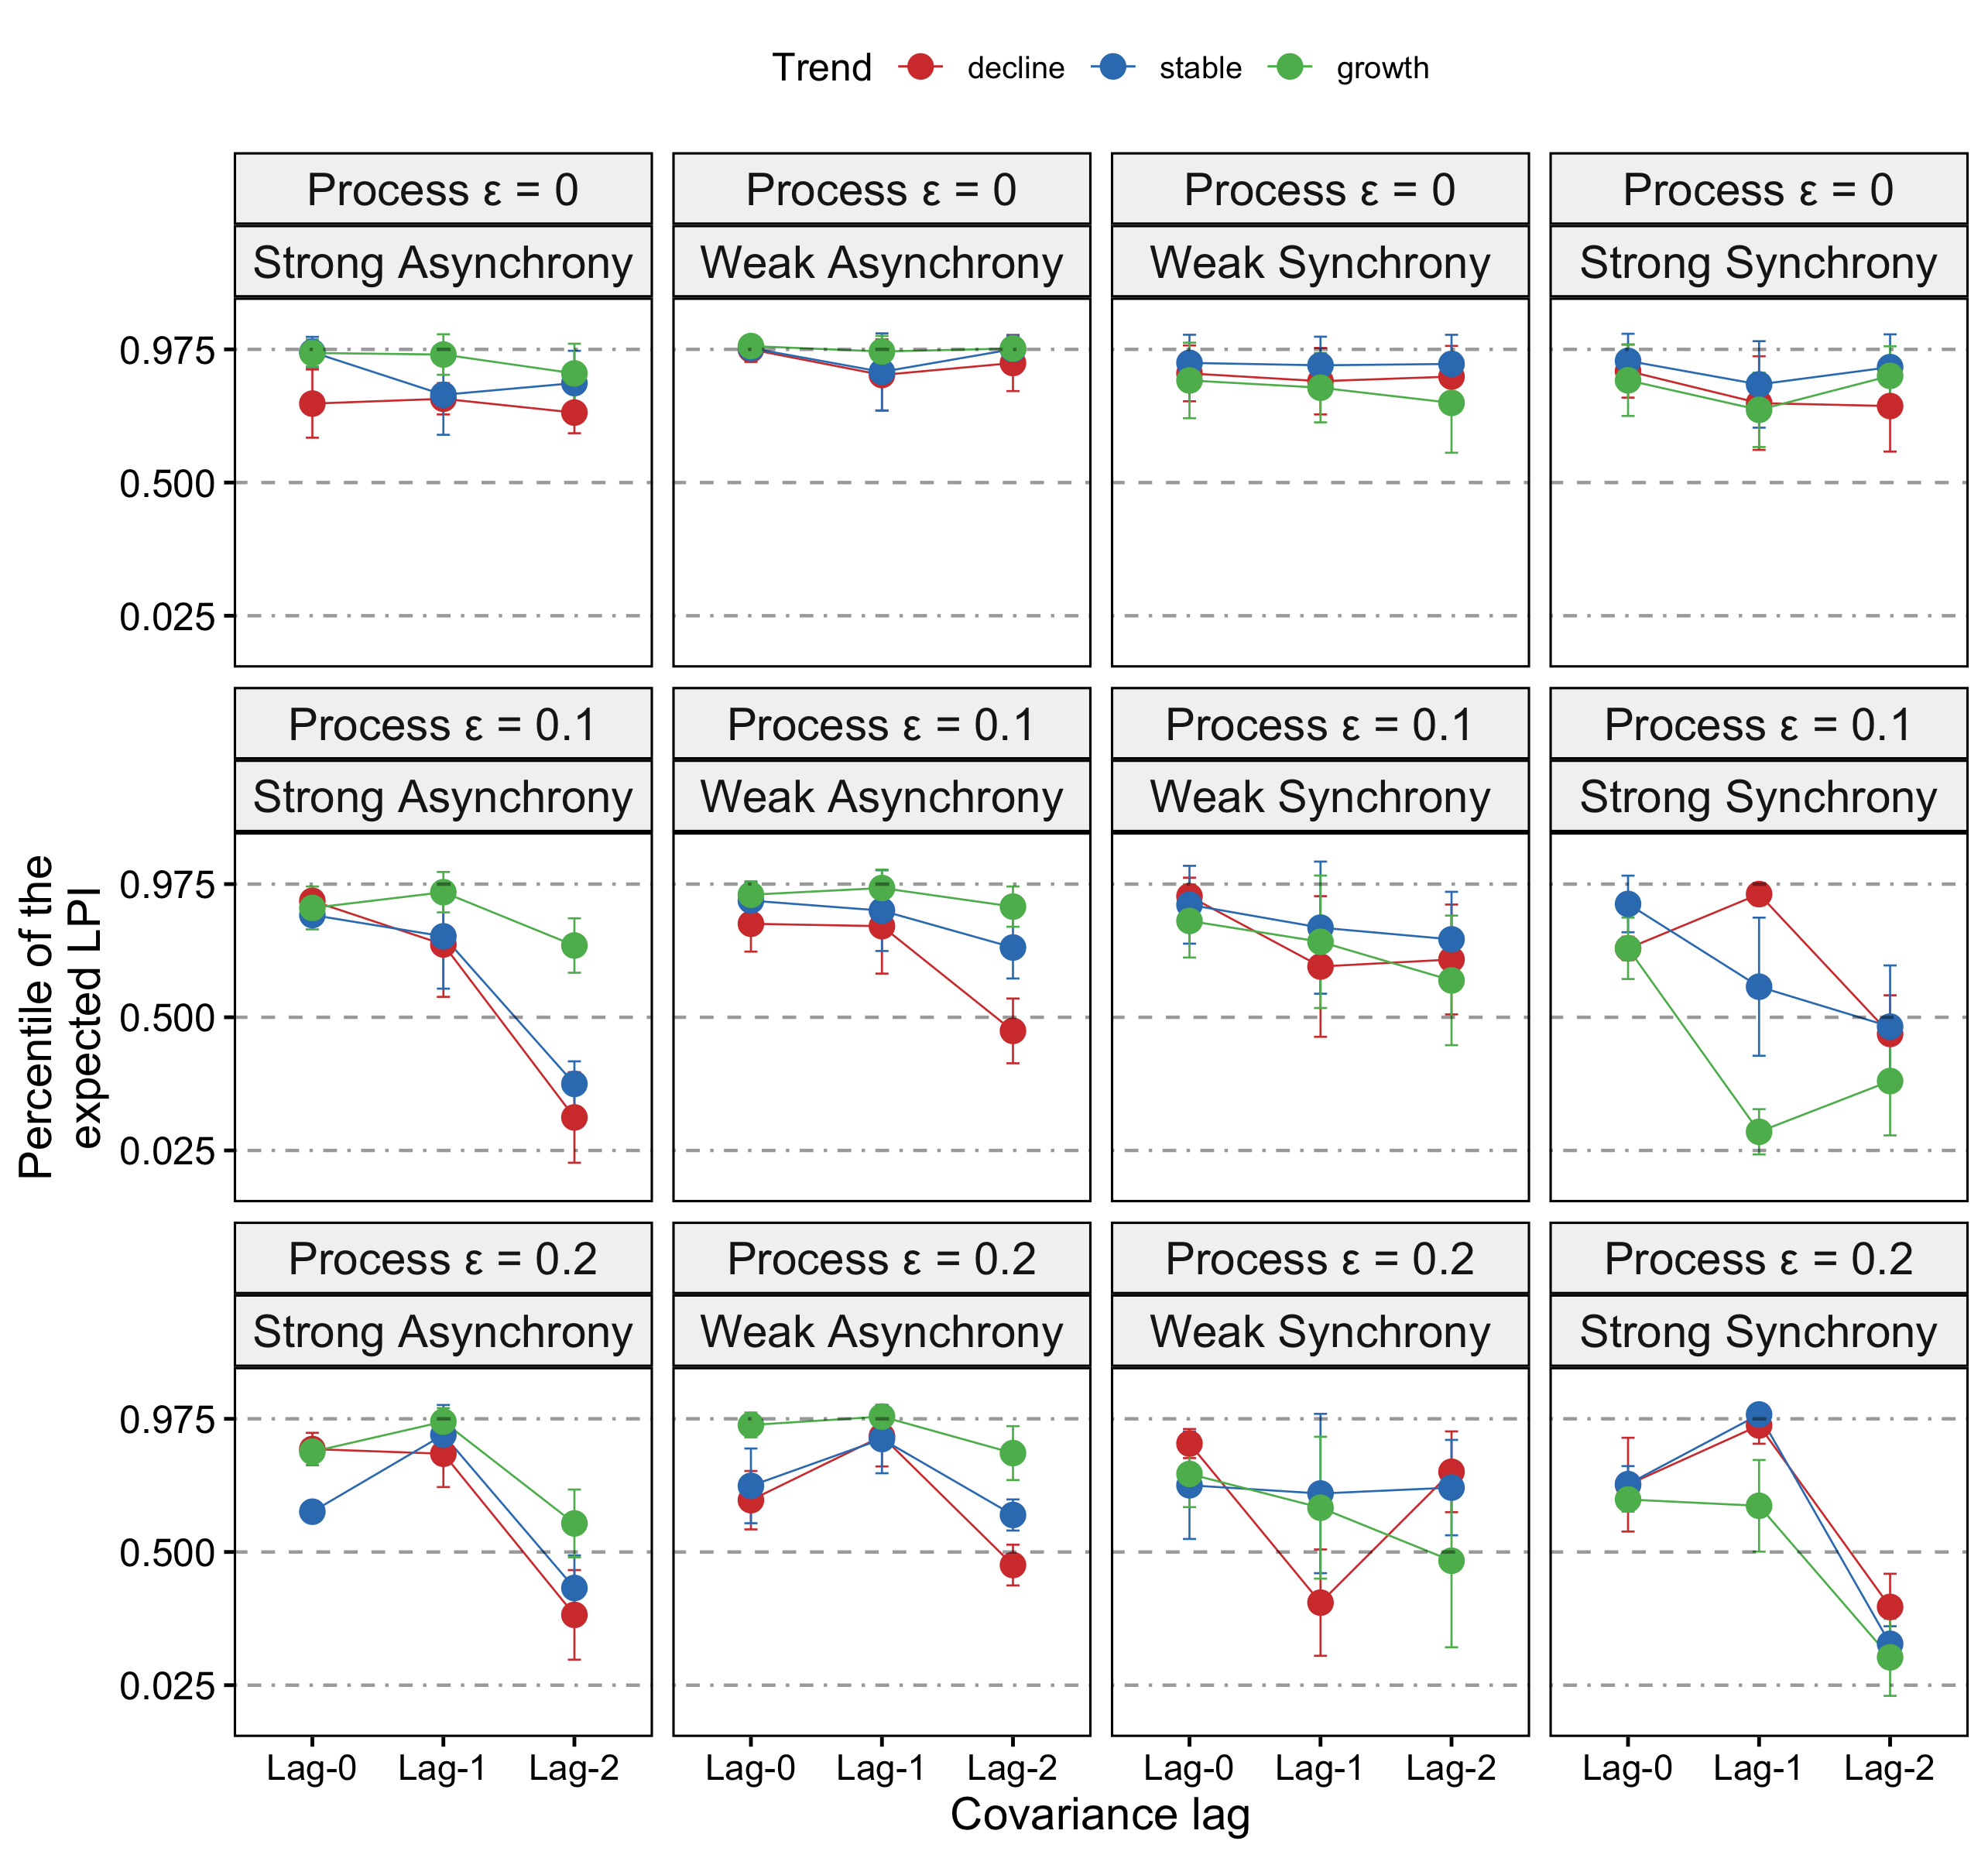 Trend decline stable growth
Process ε = 0 Process ε = 0 Process ε = 0 Process ε = 0
Strong Asynchrony Weak Asynchrony Weak Synchrony Strong Synchrony
0.975
0.500
0.025
Process ε = 0.1 Process ε = 0.1 Process ε = 0.1 Process ε = 0.1
Strong Asynchrony Weak Asynchrony Weak Synchrony Strong Synchrony
0.975
0.500
0.025
Process ε = 0.2 Process ε = 0.2 Process ε = 0.2 Process ε = 0.2
Strong Asynchrony Weak Asynchrony Weak Synchrony Strong Synchrony
0.975
0.500
0.025
Lag-0 Lag-1 Lag-2 Lag-0 Lag-1 Lag-2 Lag-0 Lag-1 Lag-2 Lag-0 Lag-1 Lag-2
Covariance lag
Percentile of the
expected LPI